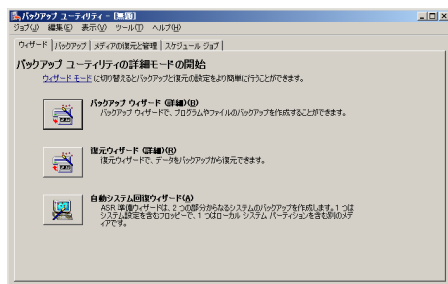 バックアップ ユーティリティ - [無題]
ジョブ(J) 編集(E) 表示(V) ツール(T) ヘルプ(H)
ウィザード バックアップ メディアの復元と管理 スケジュール ジョブ
バックアップ ユーティリティの詳細モードの開始
ウィザード モード に切り替えるとバックアップと復元の設定をより簡単に行うことができます。
バックアップ ウィザード (詳細)(B)
バックアップ ウィザードで、プログラムやファイルのバックアップを作成することができます。
復元ウィザード (詳細)(R)
復元ウィザードで、データをバックアップから復元できます。
自動システム回復ウィザード(A)
ASR 準備ウィザードは、2 つの部分からなるシステムのバックアップを作成します。1 つは
システム設定を含むフロッピーで、1 つはローカル システム パーティションを含む別のメデ
ィアです。